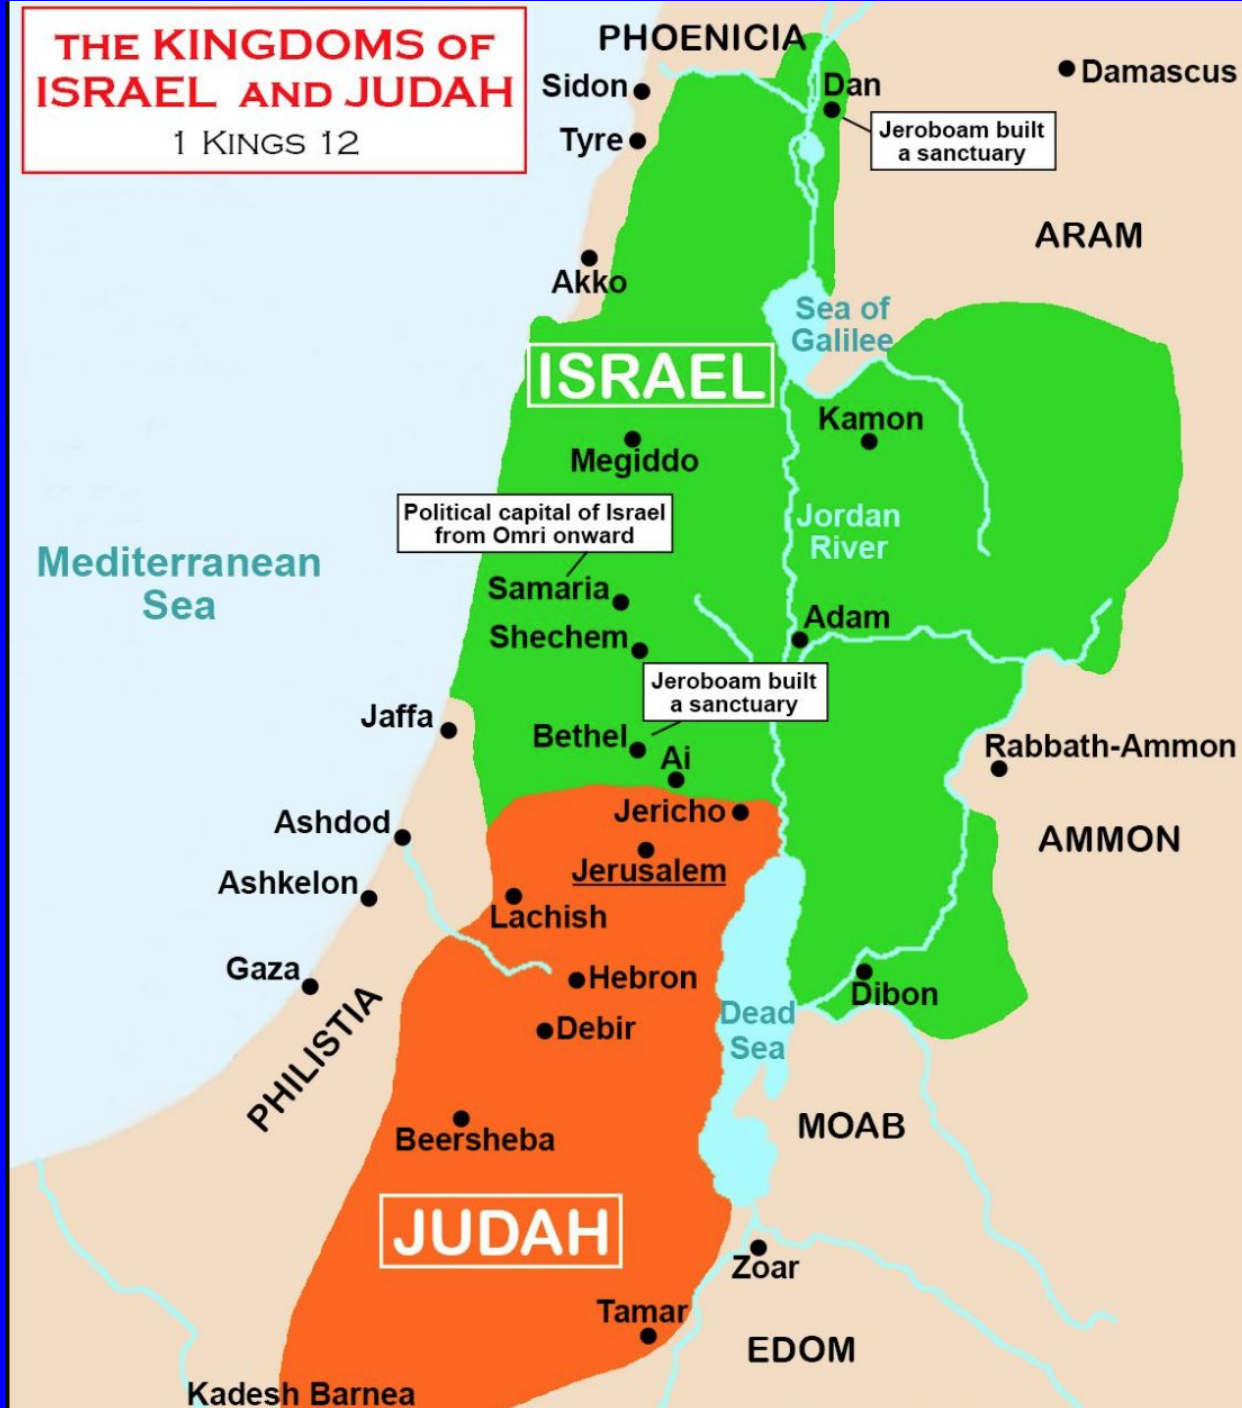 THE KINGDOMS OF
ISRAEL AND JUDAH
1 KINGS 12
PHOENICIA
Sidon
Dan
Damascus
Tyre
Jeroboam built
a sanctuary
ARAM
Akko
Sea of
Galilee
ISRAEL
Kamon
Megiddo
Political capital of Israel
from Omri onward
Jordan
River
Mediterranean
Sea
Samaria
Adam
Shechem
Jeroboam built
a sanctuary
Jaffa
Bethel
Ai
Rabbath-Ammon
Jericho
Ashdod
AMMON
Jerusalem
Ashkelon
Lachish
Gaza
Hebron
Dibon
Dead
Sea
Debir
PHILISTIA
MOAB
Beersheba
JUDAH
Zoar
Tamar
EDOM
Kadesh Barnea